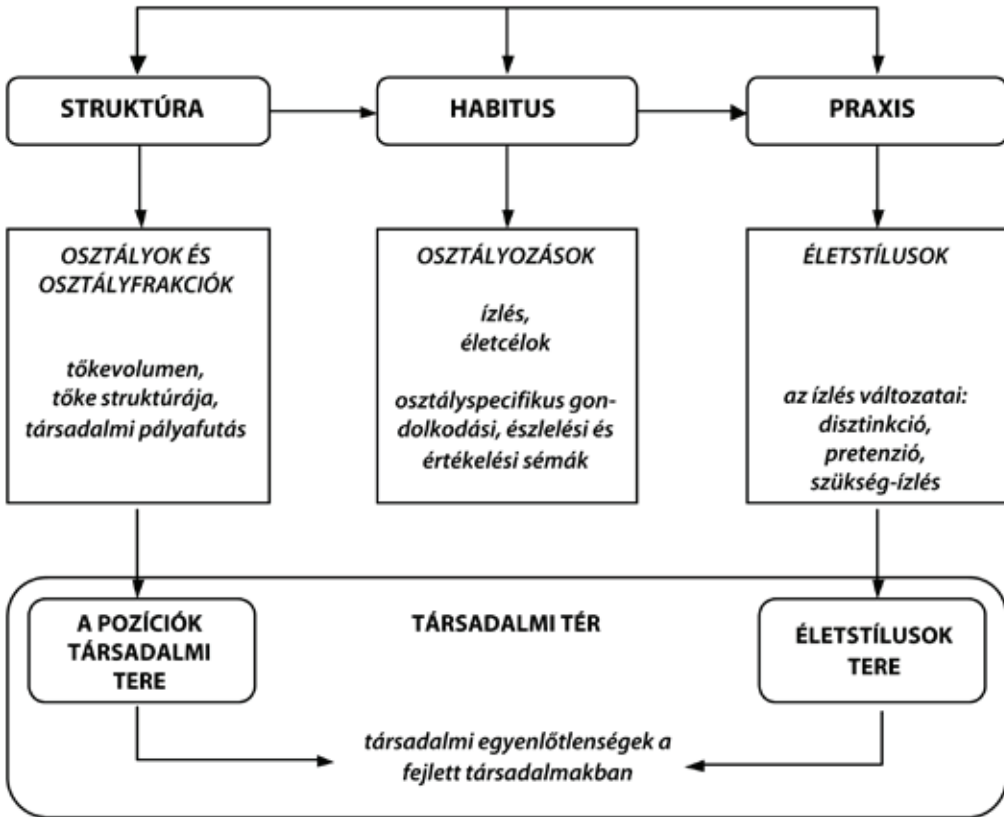 STRUKTÚRA
HABITUS
PRAXIS
OSZTÁLYOK ÉS
OSZTÁLYFRAKCIÓK
tőkevolumen,
tőke struktúrája,
társadalmi pályafutás
OSZTÁLYOZÁSOK
ízlés,
életcélok
osztályspecifikus gon-
dolkodási, észlelési és
értékelési sémák
ÉLETSTÍLUSOK
az ízlés változatai:
disztinkció,
pretenzió,
szükség-ízlés
A POZÍCIÓK
TÁRSADALMI
TERE
TÁRSADALMI TÉR
ÉLETSTÍLUSOK
TERE
társadalmi egyenlőtlenségek a
fejlett társadalmakban